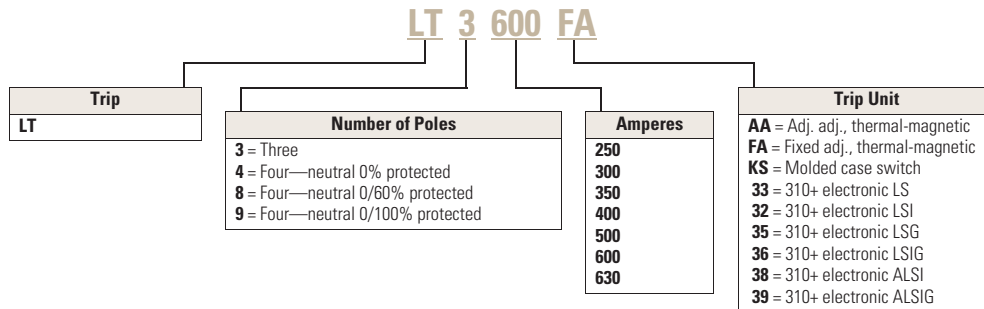 LT 3 600 FA
Trip
LT
Number of Poles
3 = Three
4 = Four—neutral 0% protected
8 = Four—neutral 0/60% protected
9 = Four—neutral 0/100% protected
Amperes
250
300
350
400
500
600
630
Trip Unit
AA = Adj. adj., thermal-magnetic
FA = Fixed adj., thermal-magnetic
KS = Molded case switch
33 = 310+ electronic LS
32 = 310+ electronic LSI
35 = 310+ electronic LSG
36 = 310+ electronic LSIG
38 = 310+ electronic ALSI
39 = 310+ electronic ALSIG